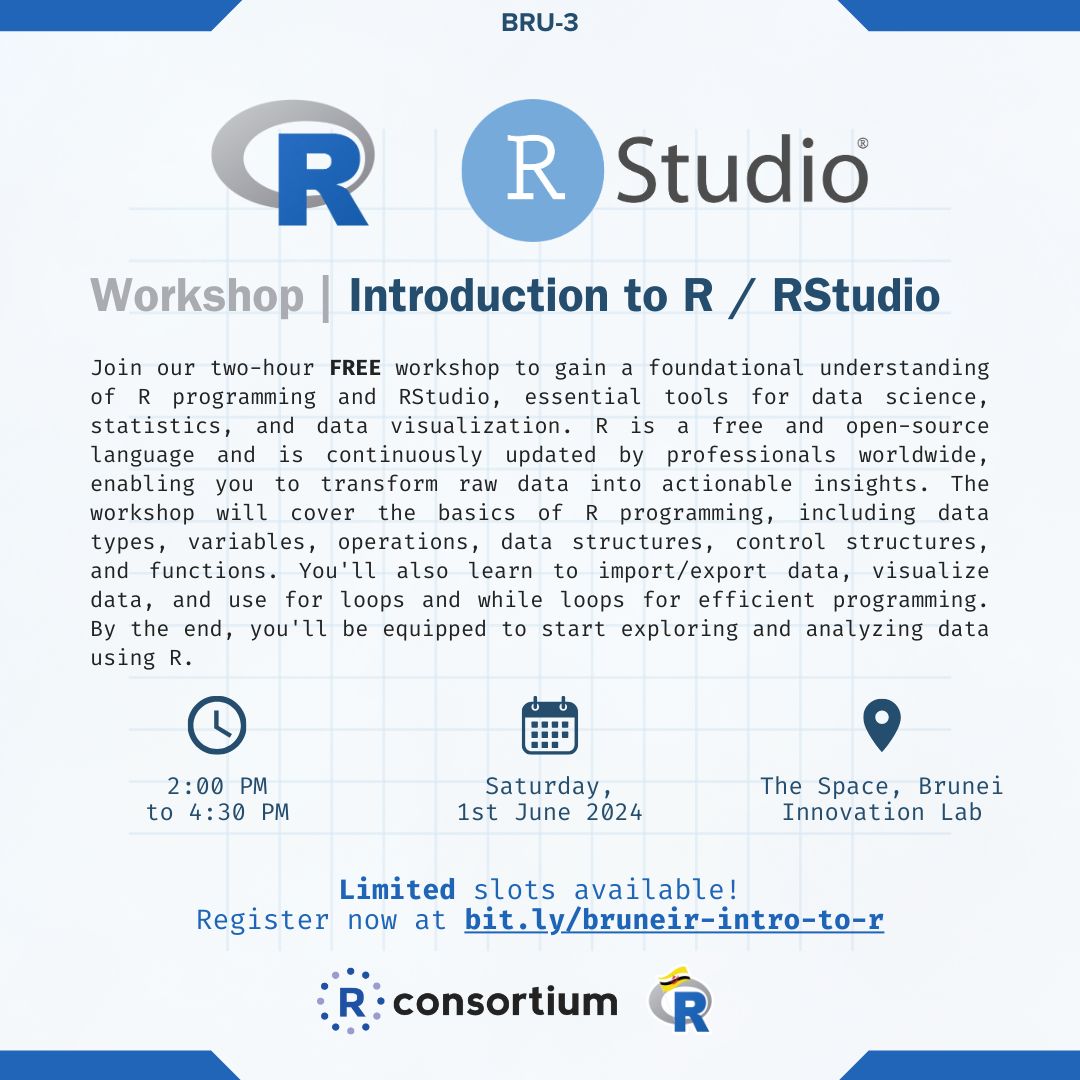 BRU-3
R
R Studio®
Workshop | Introduction to R / RStudio
Join our two-hour FREE workshop to gain a foundational understanding
of R programming and RStudio, essential tools for data science,
statistics, and data visualization. R is a free and open-source
language and is continuously updated by professionals worldwide,
enabling you to transform raw data into actionable insights. The
workshop will cover the basics of R programming, including data
types, variables, operations, data structures, control structures,
and functions. You'll also learn to import/export data, visualize
data, and use for loops and while loops for efficient programming.
By the end, you'll be equipped to start exploring and analyzing data
using R.
2:00 PM
to 4:30 PM
Saturday,
1st June 2024
The Space, Brunei
Innovation Lab
Limited slots available!
Register now at bit.ly/bruneir-intro-to-r
R consortium
R